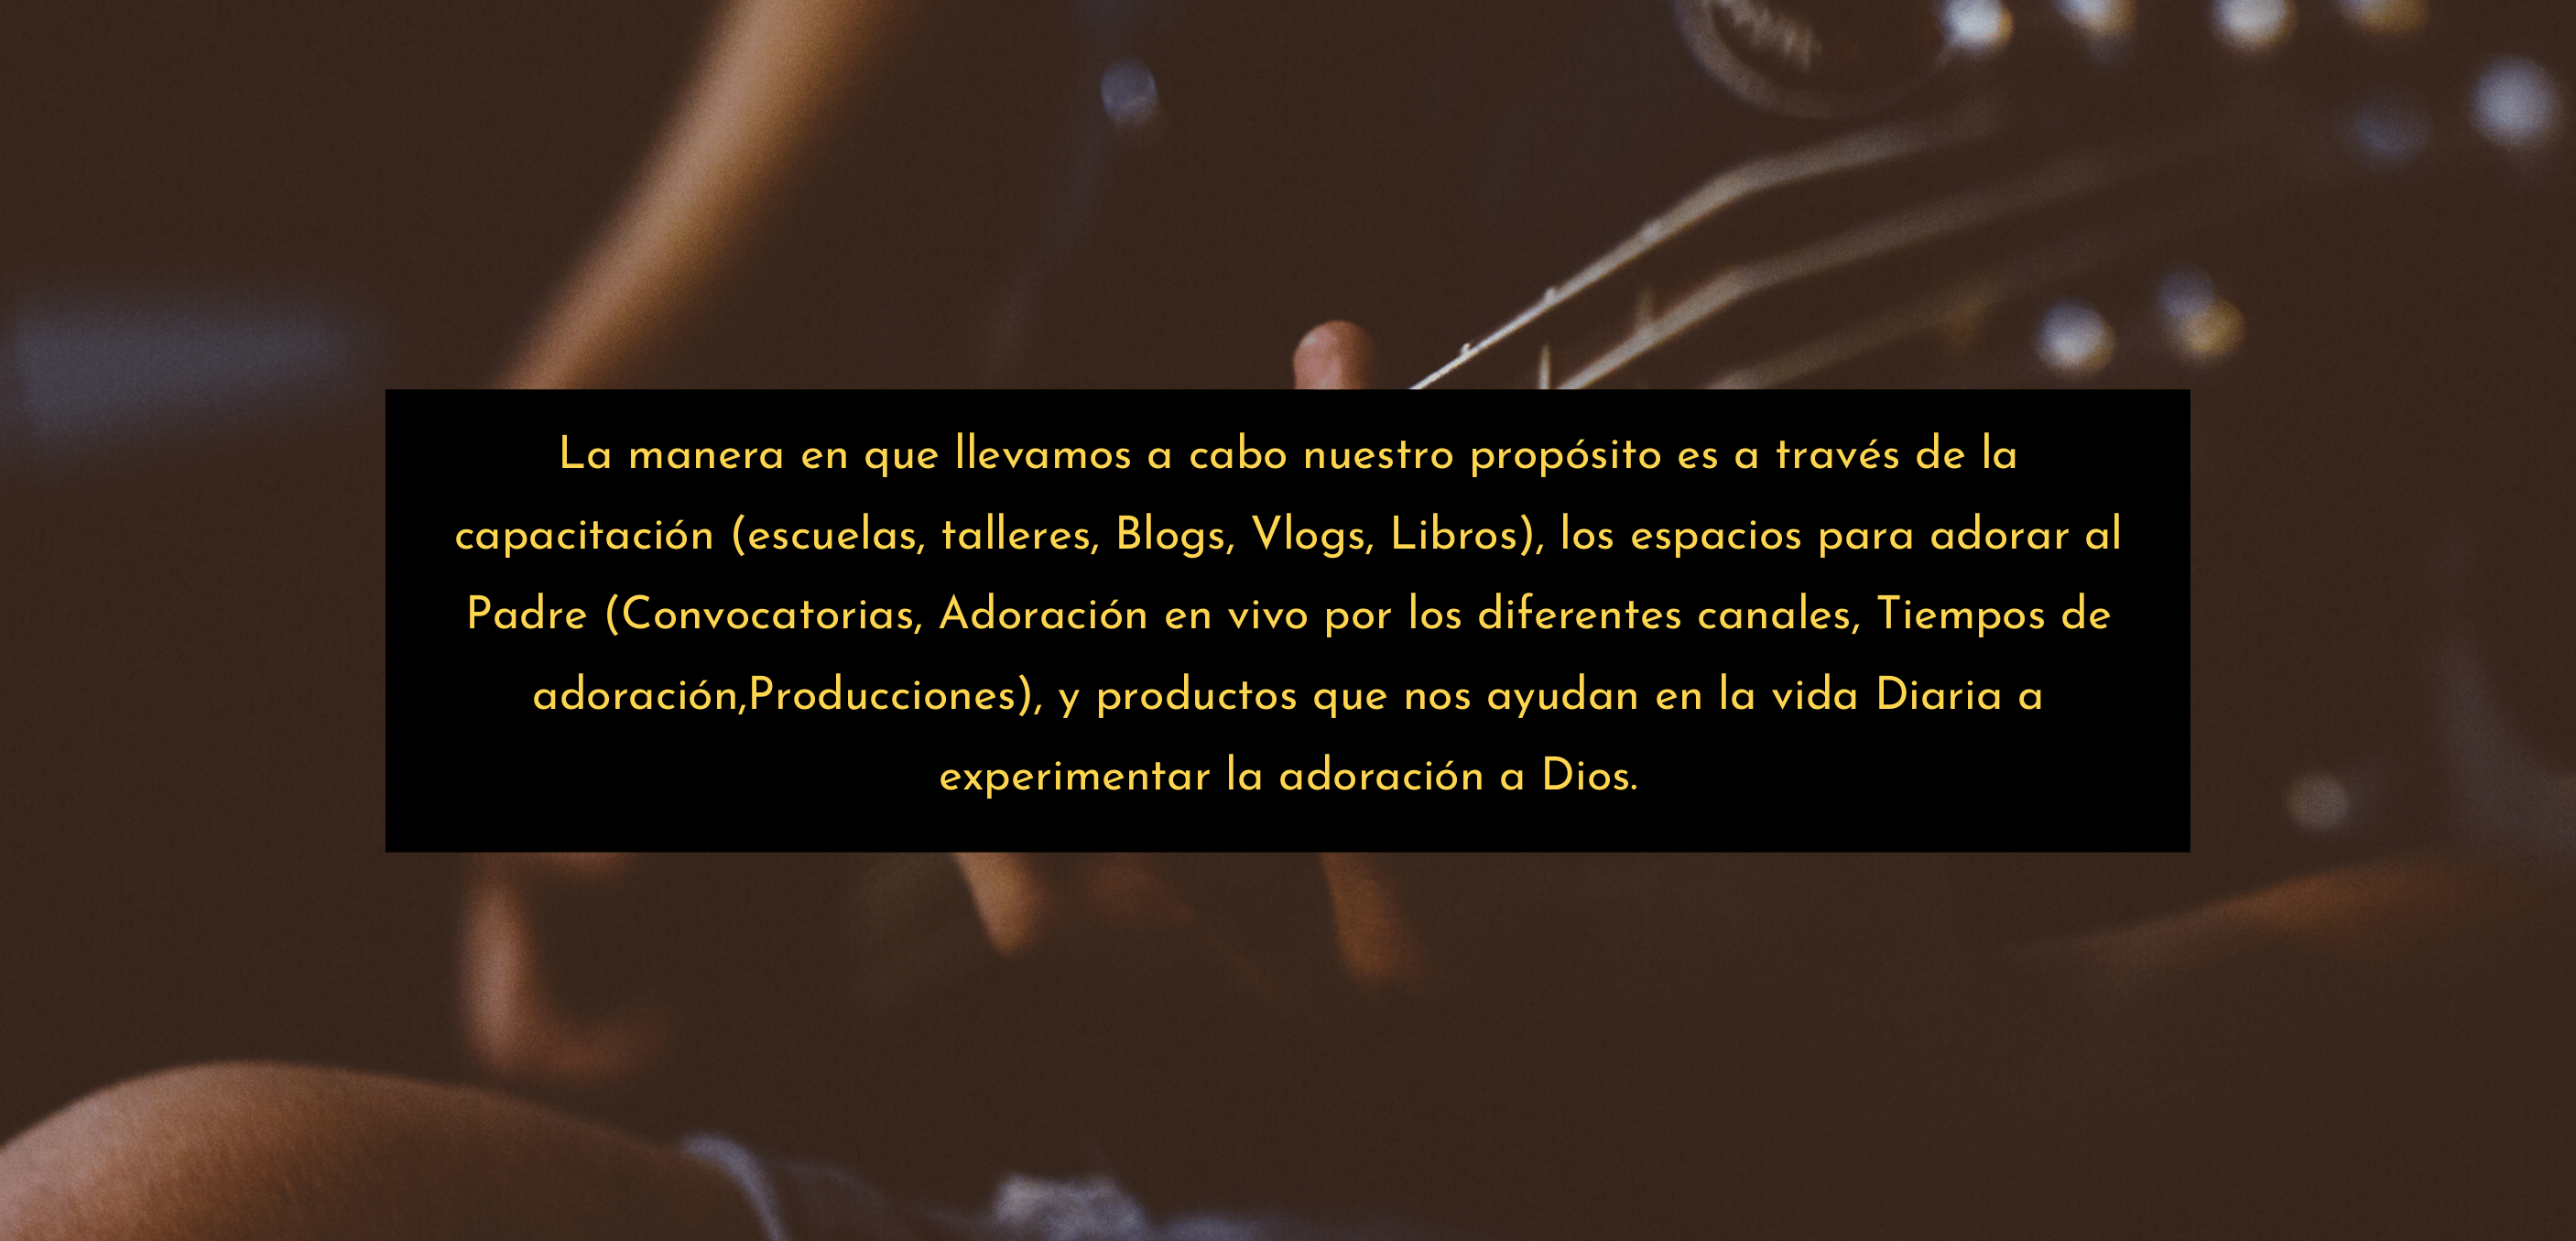 La manera en que llevamos a cabo nuestro propósito es a través de la
capacitación (escuelas, talleres, Blogs, Vlogs, Libros), los espacios para adorar al
Padre (Convocatorias, Adoración en vivo por los diferentes canales, Tiempos de
adoración,Producciones), y productos que nos ayudan en la vida Diaria a
experimentar la adoración a Dios.